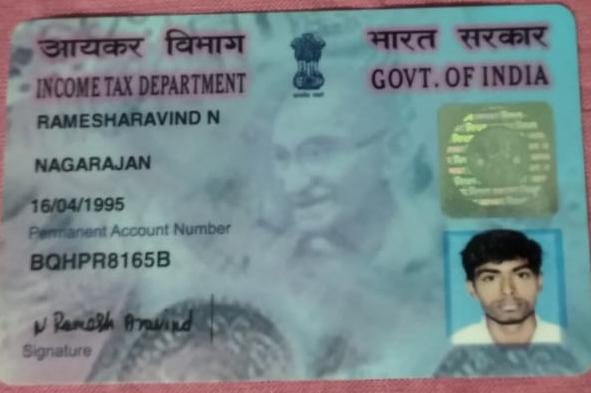 आयकर विभाग
भारत सरकार
INCOME TAX DEPARTMENT
GOVT. OF INDIA
RAMESHARAVIND N
NAGARAJAN
16/04/1995
Permanent Account Number
BQHPR8165B
N Ramesh Aravind
Signature